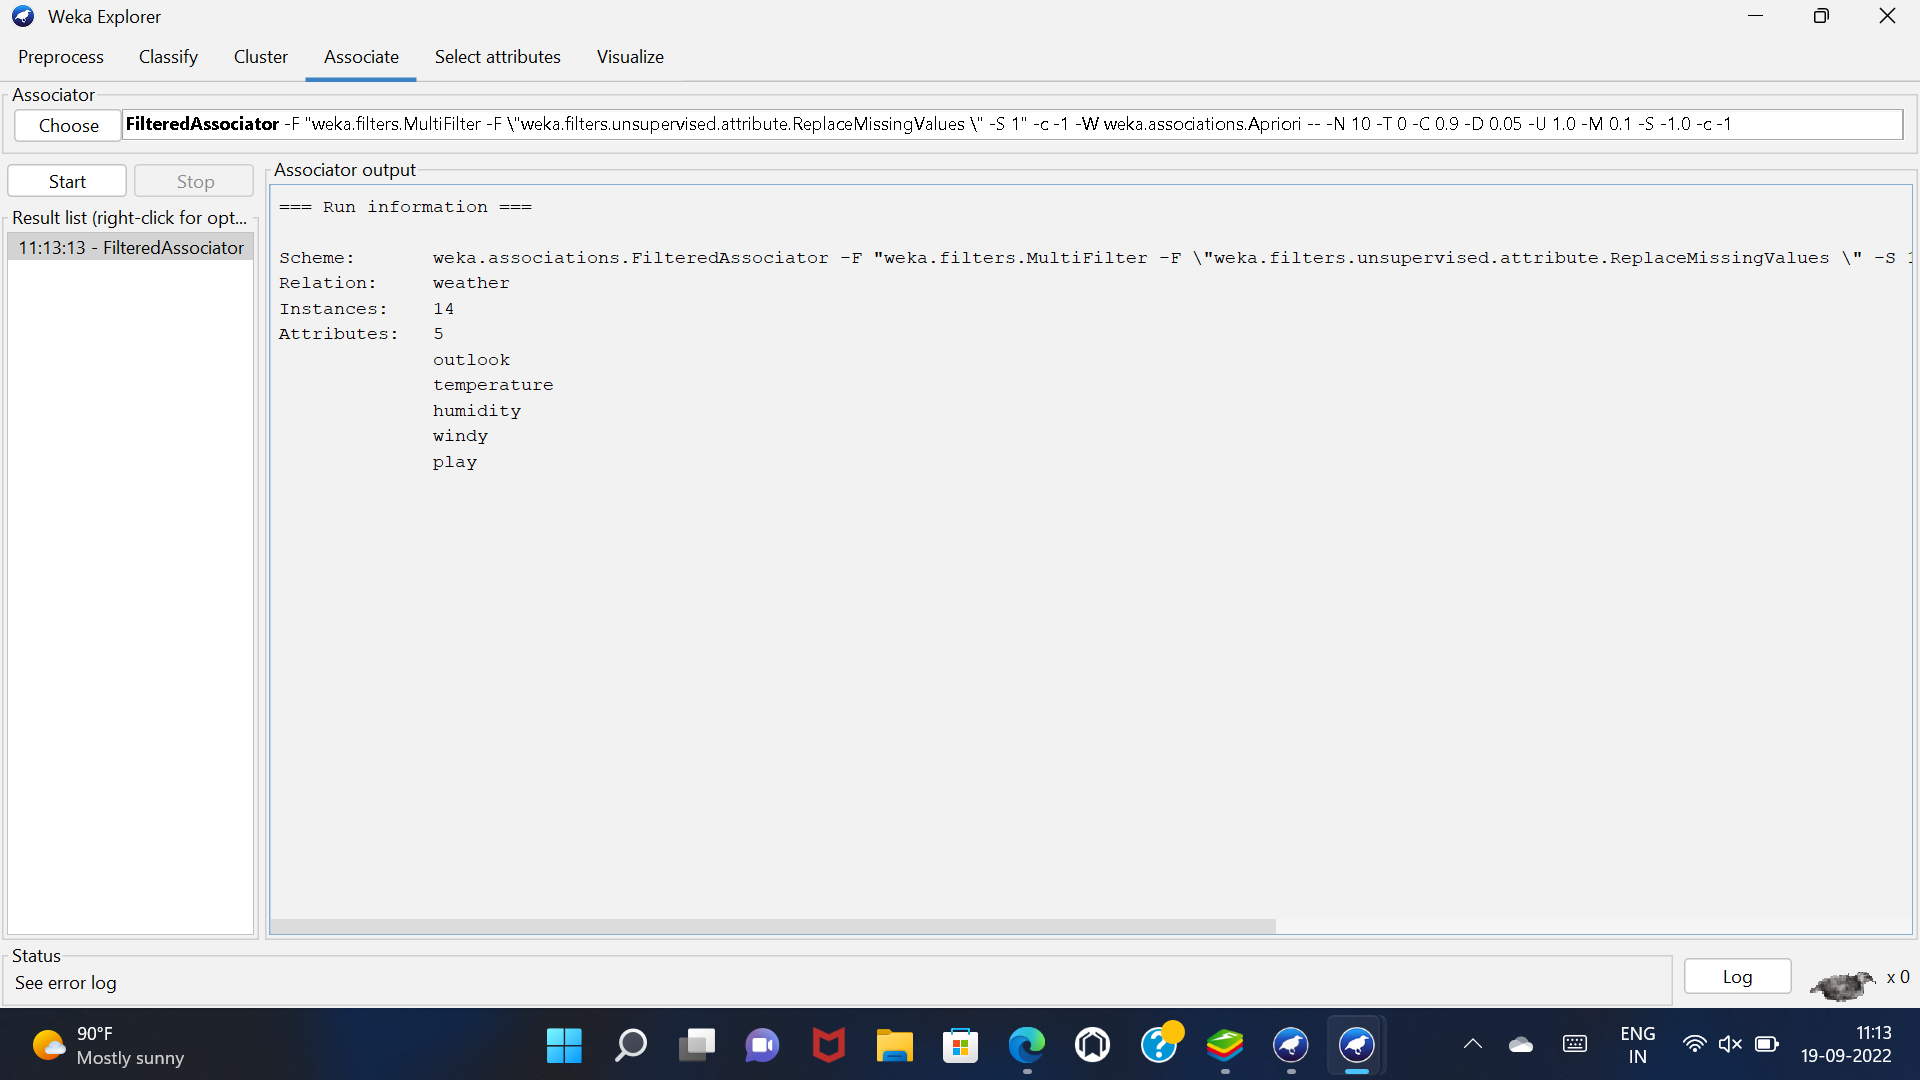 Weka Explorer
Preprocess Classify Cluster Associate Select attributes Visualize
Associator
Choose FilteredAssociator -F "weka.filters.MultiFilter -F \"weka.filters.unsupervised.attribute.ReplaceMissingValues \" -S 1" -c -1 -W weka.associations.Apriori -- -N 10 -T 0 -C 0.9 -D 0.05 -U 1.0 -M 0.1 -S -1.0 -c -1
Start Stop
Result list (right-click for opt...
11:13:13 - FilteredAssociator
Associator output
=== Run information ===
Scheme: weka.associations.FilteredAssociator -F "weka.filters.MultiFilter -F \"weka.filters.unsupervised.attribute.ReplaceMissingValues \" -S 1
Relation: weather
Instances: 14
Attributes: 5
outlook
temperature
humidity
windy
play
Status
See error log
Log
x 0
90°F
Mostly sunny
ENG
IN
11:13
19-09-2022